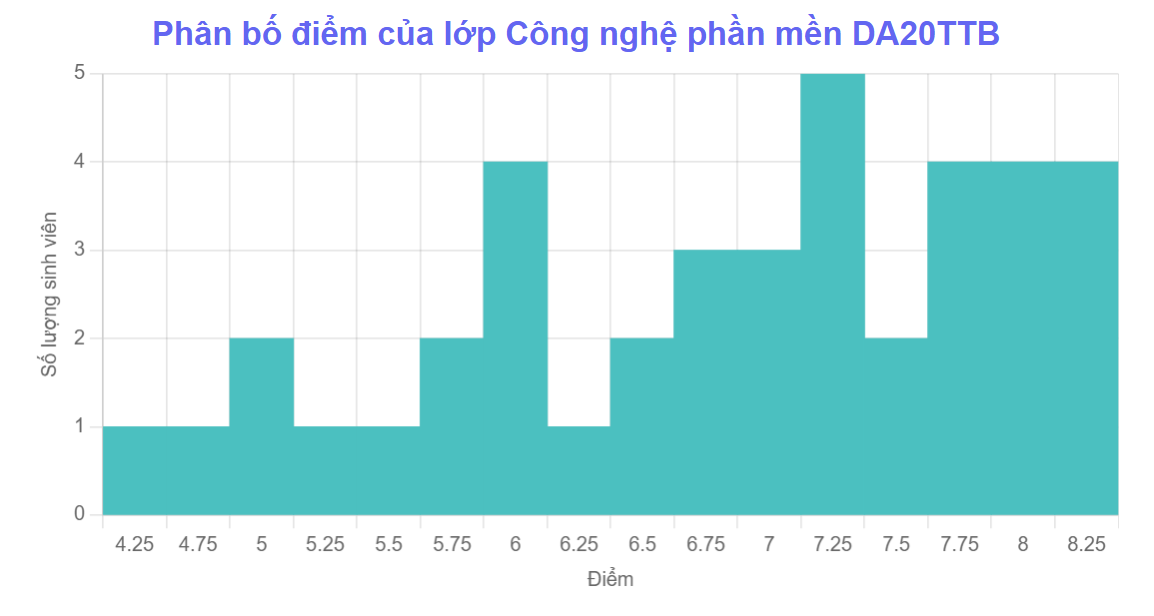 Phân bố điểm của lớp Công nghệ phần mền DA20TTB
5
4
3
2
1
0
Số lượng sinh viên
4.25 4.75 5 5.25 5.5 5.75 6 6.25 6.5 6.75 7 7.25 7.5 7.75 8 8.25
Điểm